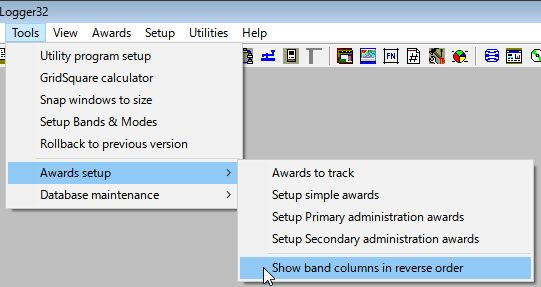 Logger32
Tools View Awards Setup Utilities Help
Utility program setup
GridSquare calculator
Snap windows to size
Setup Bands & Modes
Rollback to previous version
Awards setup
Database maintenance
Awards to track
Setup simple awards
Setup Primary administration awards
Setup Secondary administration awards
Show band columns in reverse order
FN #